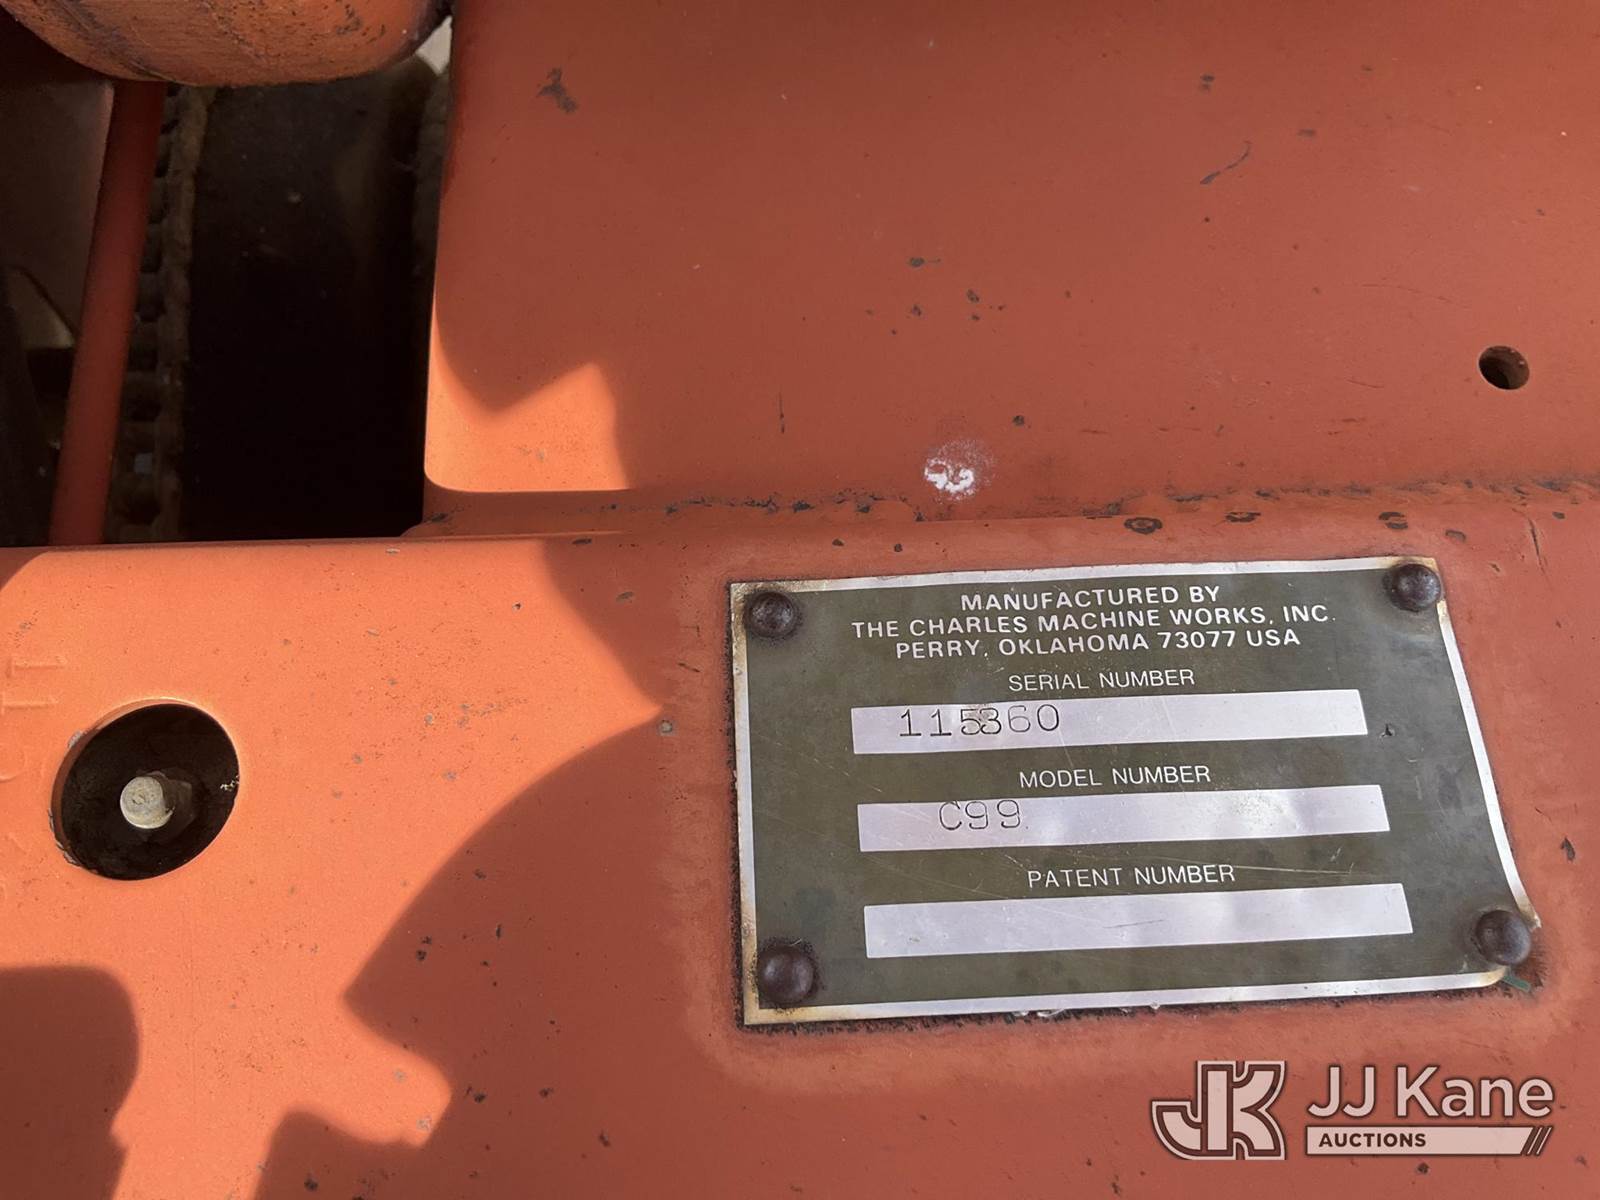 MANUFACTURED BY
THE CHARLES MACHINE WORKS, INC.
PERRY, OKLAHOMA 73077 USA
SERIAL NUMBER
115360
MODEL NUMBER
C99
PATENT NUMBER
JJ Kane
AUCTIONS